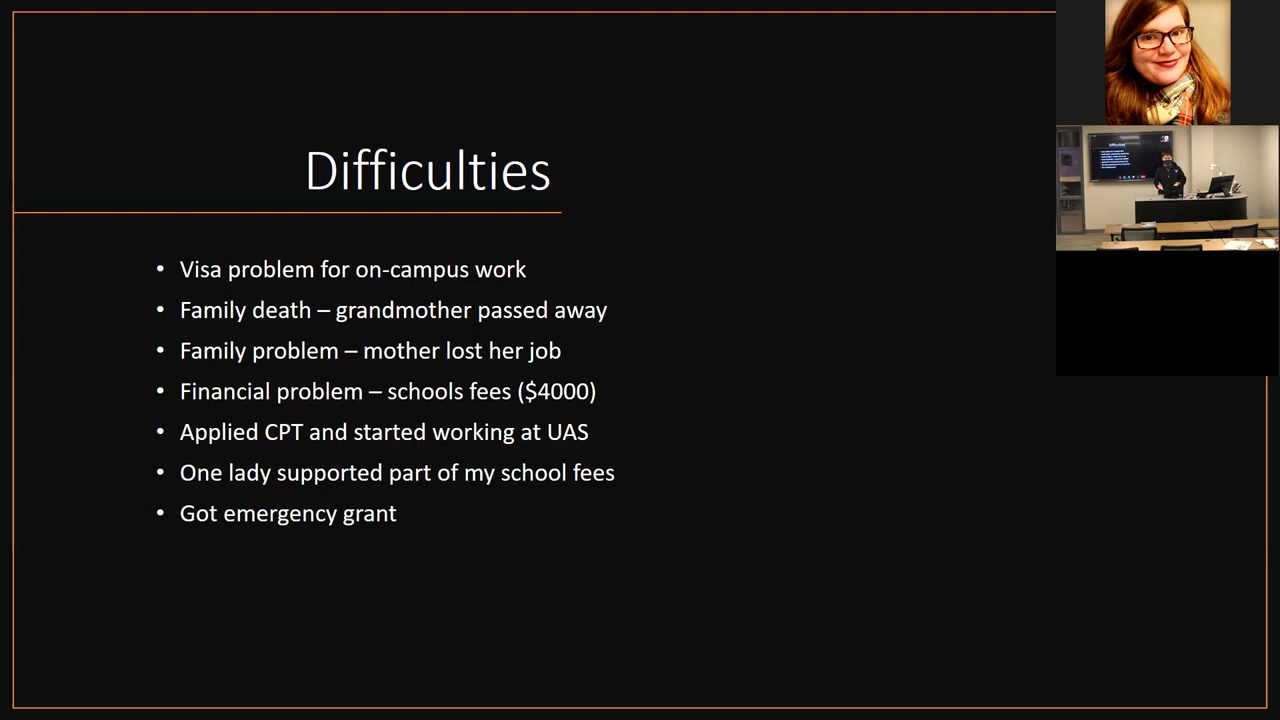 Difficulties
• Visa problem for on-campus work
• Family death – grandmother passed away
• Family problem – mother lost her job
• Financial problem – schools fees ($4000)
• Applied CPT and started working at UAS
• One lady supported part of my school fees
• Got emergency grant
Difficulties